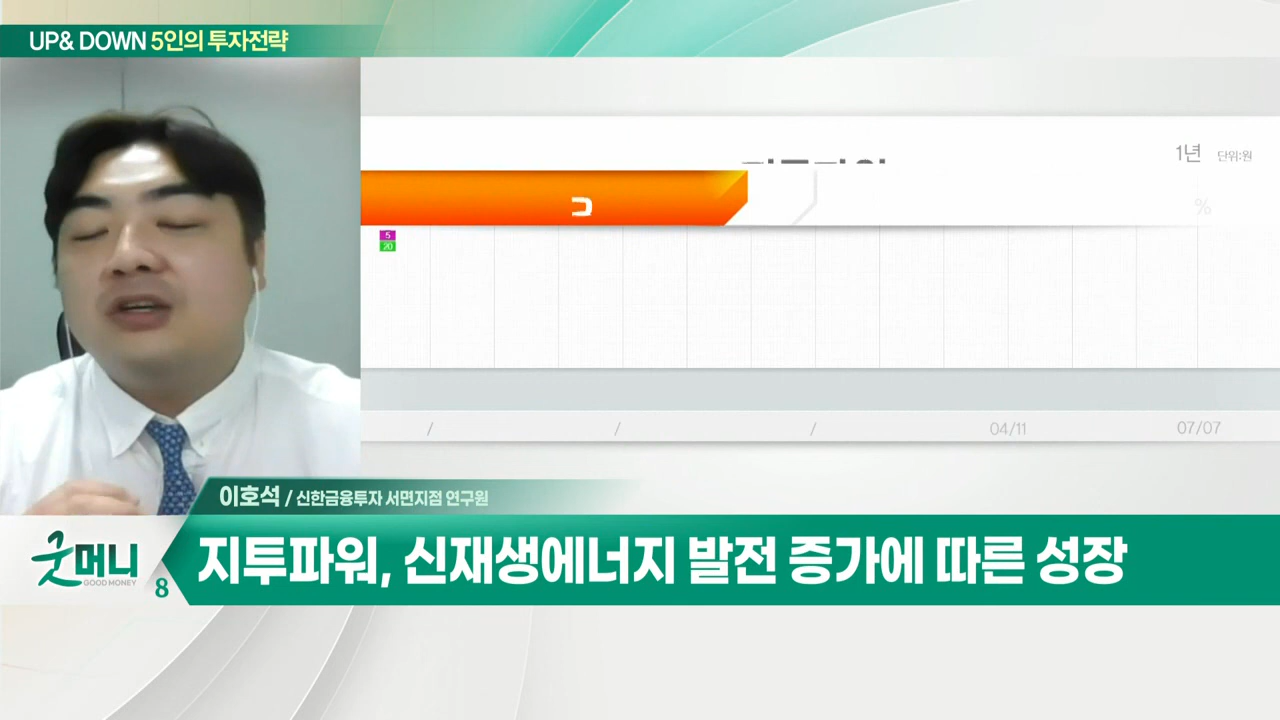 UP& DOWN 5인의 투자전략
1년 단위:원
%
5
20
/ / / 04/11 07/07
이호석 / 신한금융투자 서면지점 연구원
굿머니
GOOD MONEY
8
지투파워, 신재생에너지 발전 증가에 따른 성장